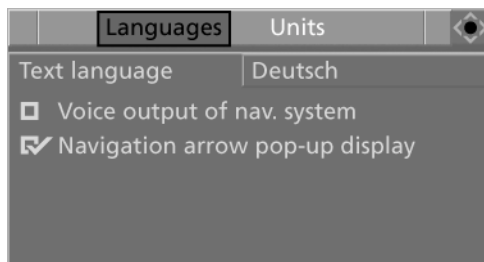 Languages Units
Text language Deutsch
Voice output of nav. system
Navigation arrow pop-up display